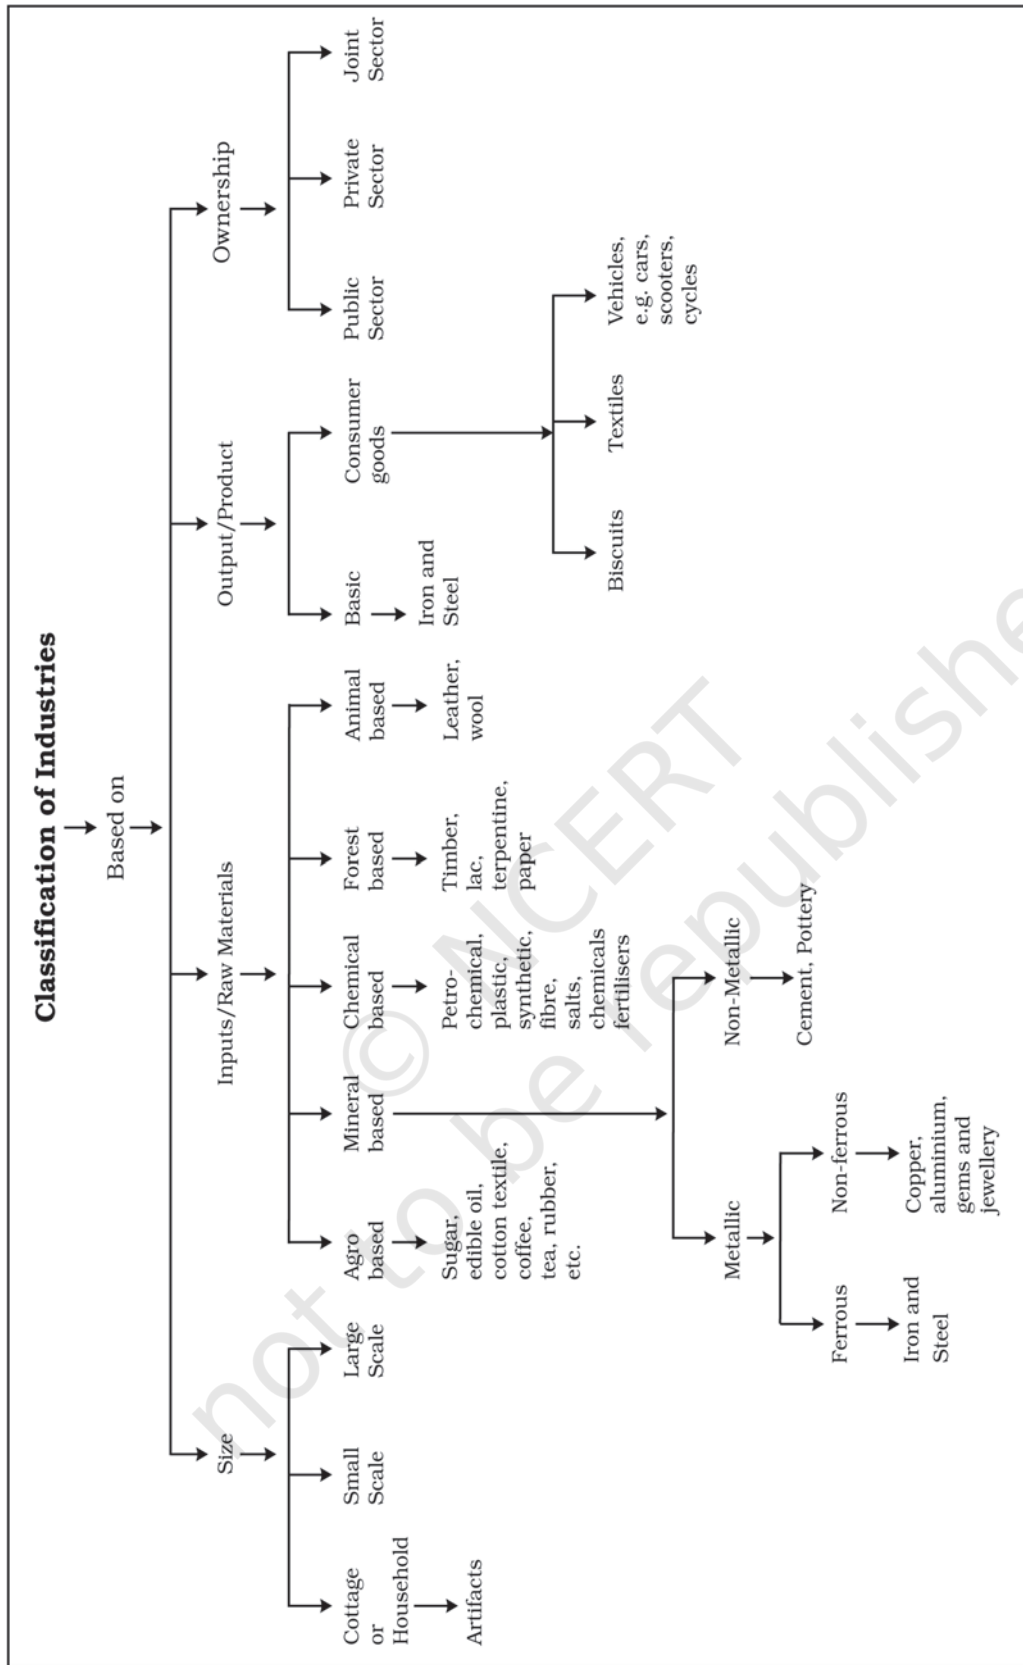 Classification of Industries
Based on
Size
Inputs/Raw Materials
Output/Product
Ownership
Cottage
or
Household
Small
Scale
Large
Scale
Agro
based
Mineral
based
Chemical
based
Forest
based
Animal
based
Basic
Consumer
goods
Public
Sector
Private
Sector
Joint
Sector
Artifacts
Sugar,
edible oil,
cotton textile,
coffee,
tea, rubber,
etc.
Petro-
chemical,
plastic,
synthetic,
fibre,
salts,
chemicals
fertilisers
Timber,
lac,
terpentine,
paper
Leather,
wool
Iron and
Steel
Biscuits
Textiles
Vehicles,
e.g. cars,
scooters,
cycles
Metallic
Non-Metallic
Cement, Pottery
Ferrous
Non-ferrous
Iron and
Steel
Copper,
aluminium,
gems and
jewellery
© NCERT
not to be republishe